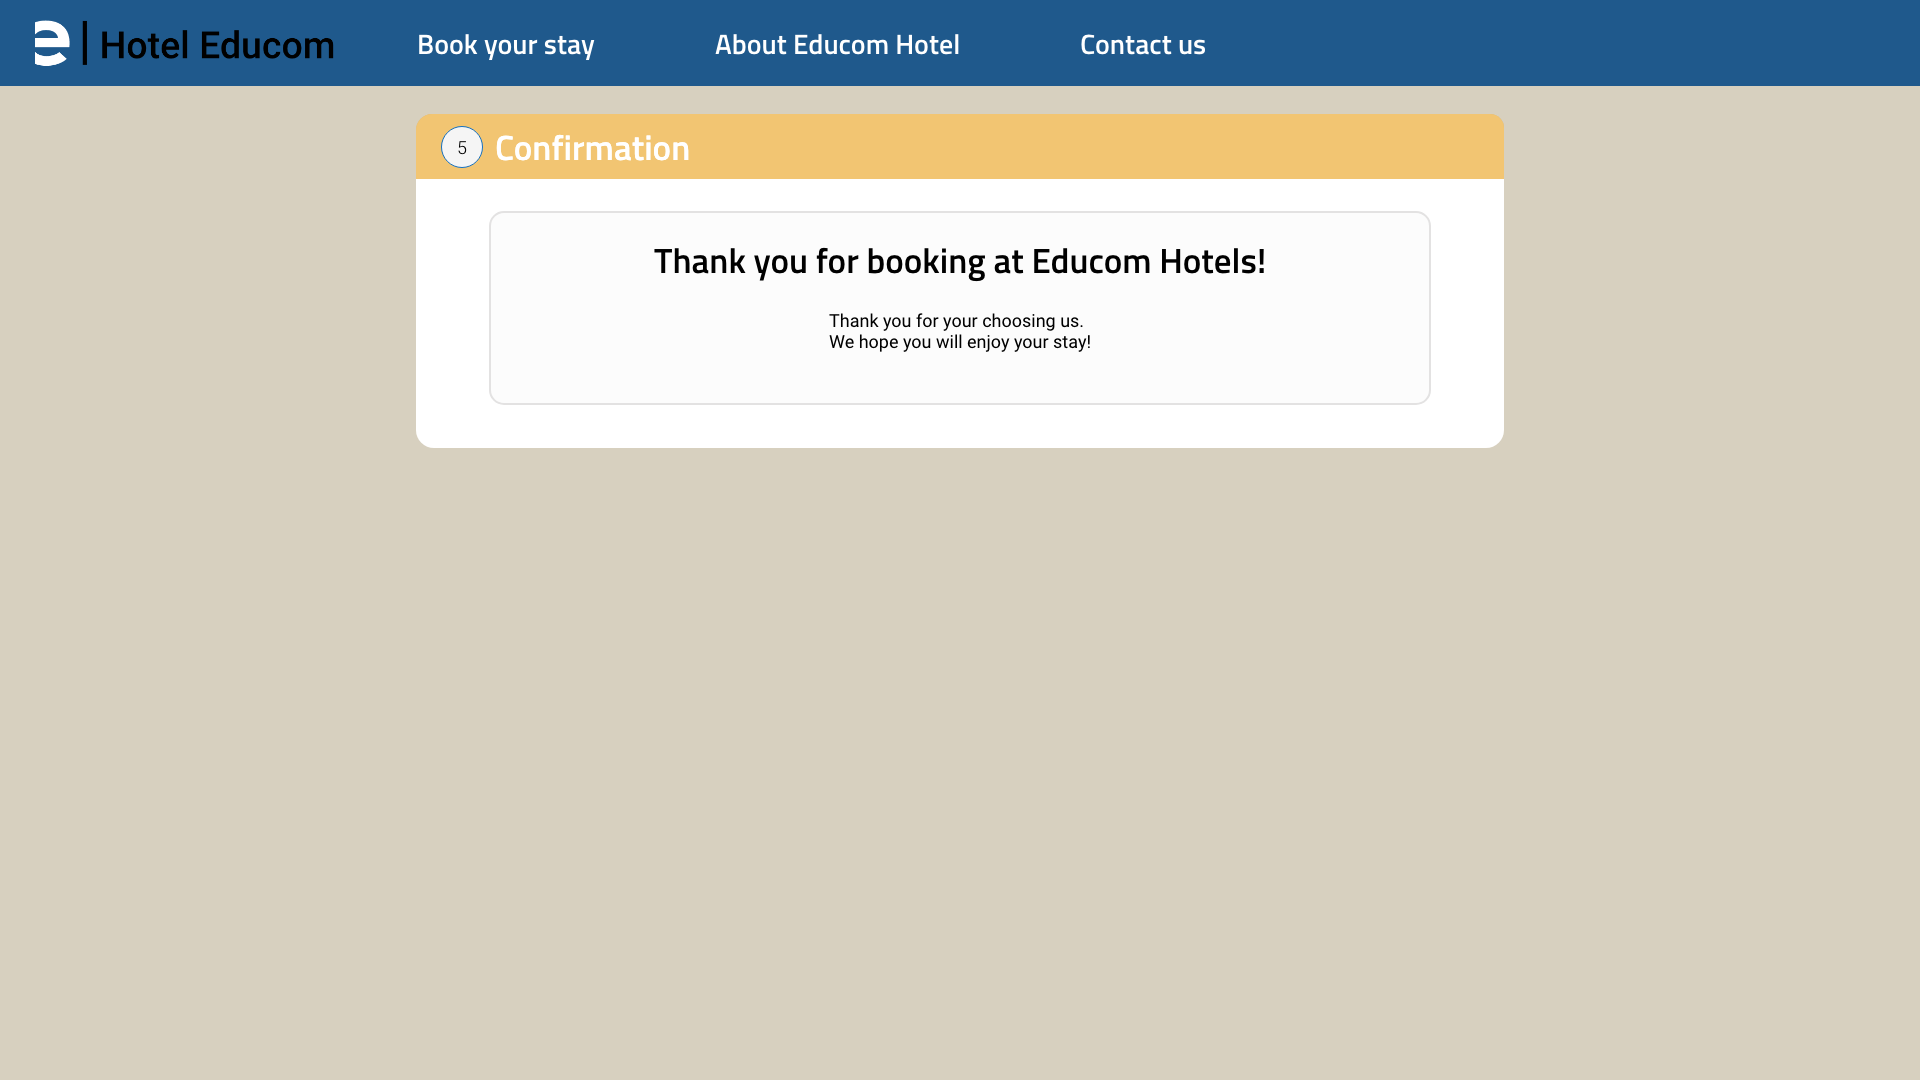 e | Hotel Educom
Book your stay
About Educom Hotel
Contact us
5 Confirmation
Thank you for booking at Educom Hotels!
Thank you for your choosing us.
We hope you will enjoy your stay!